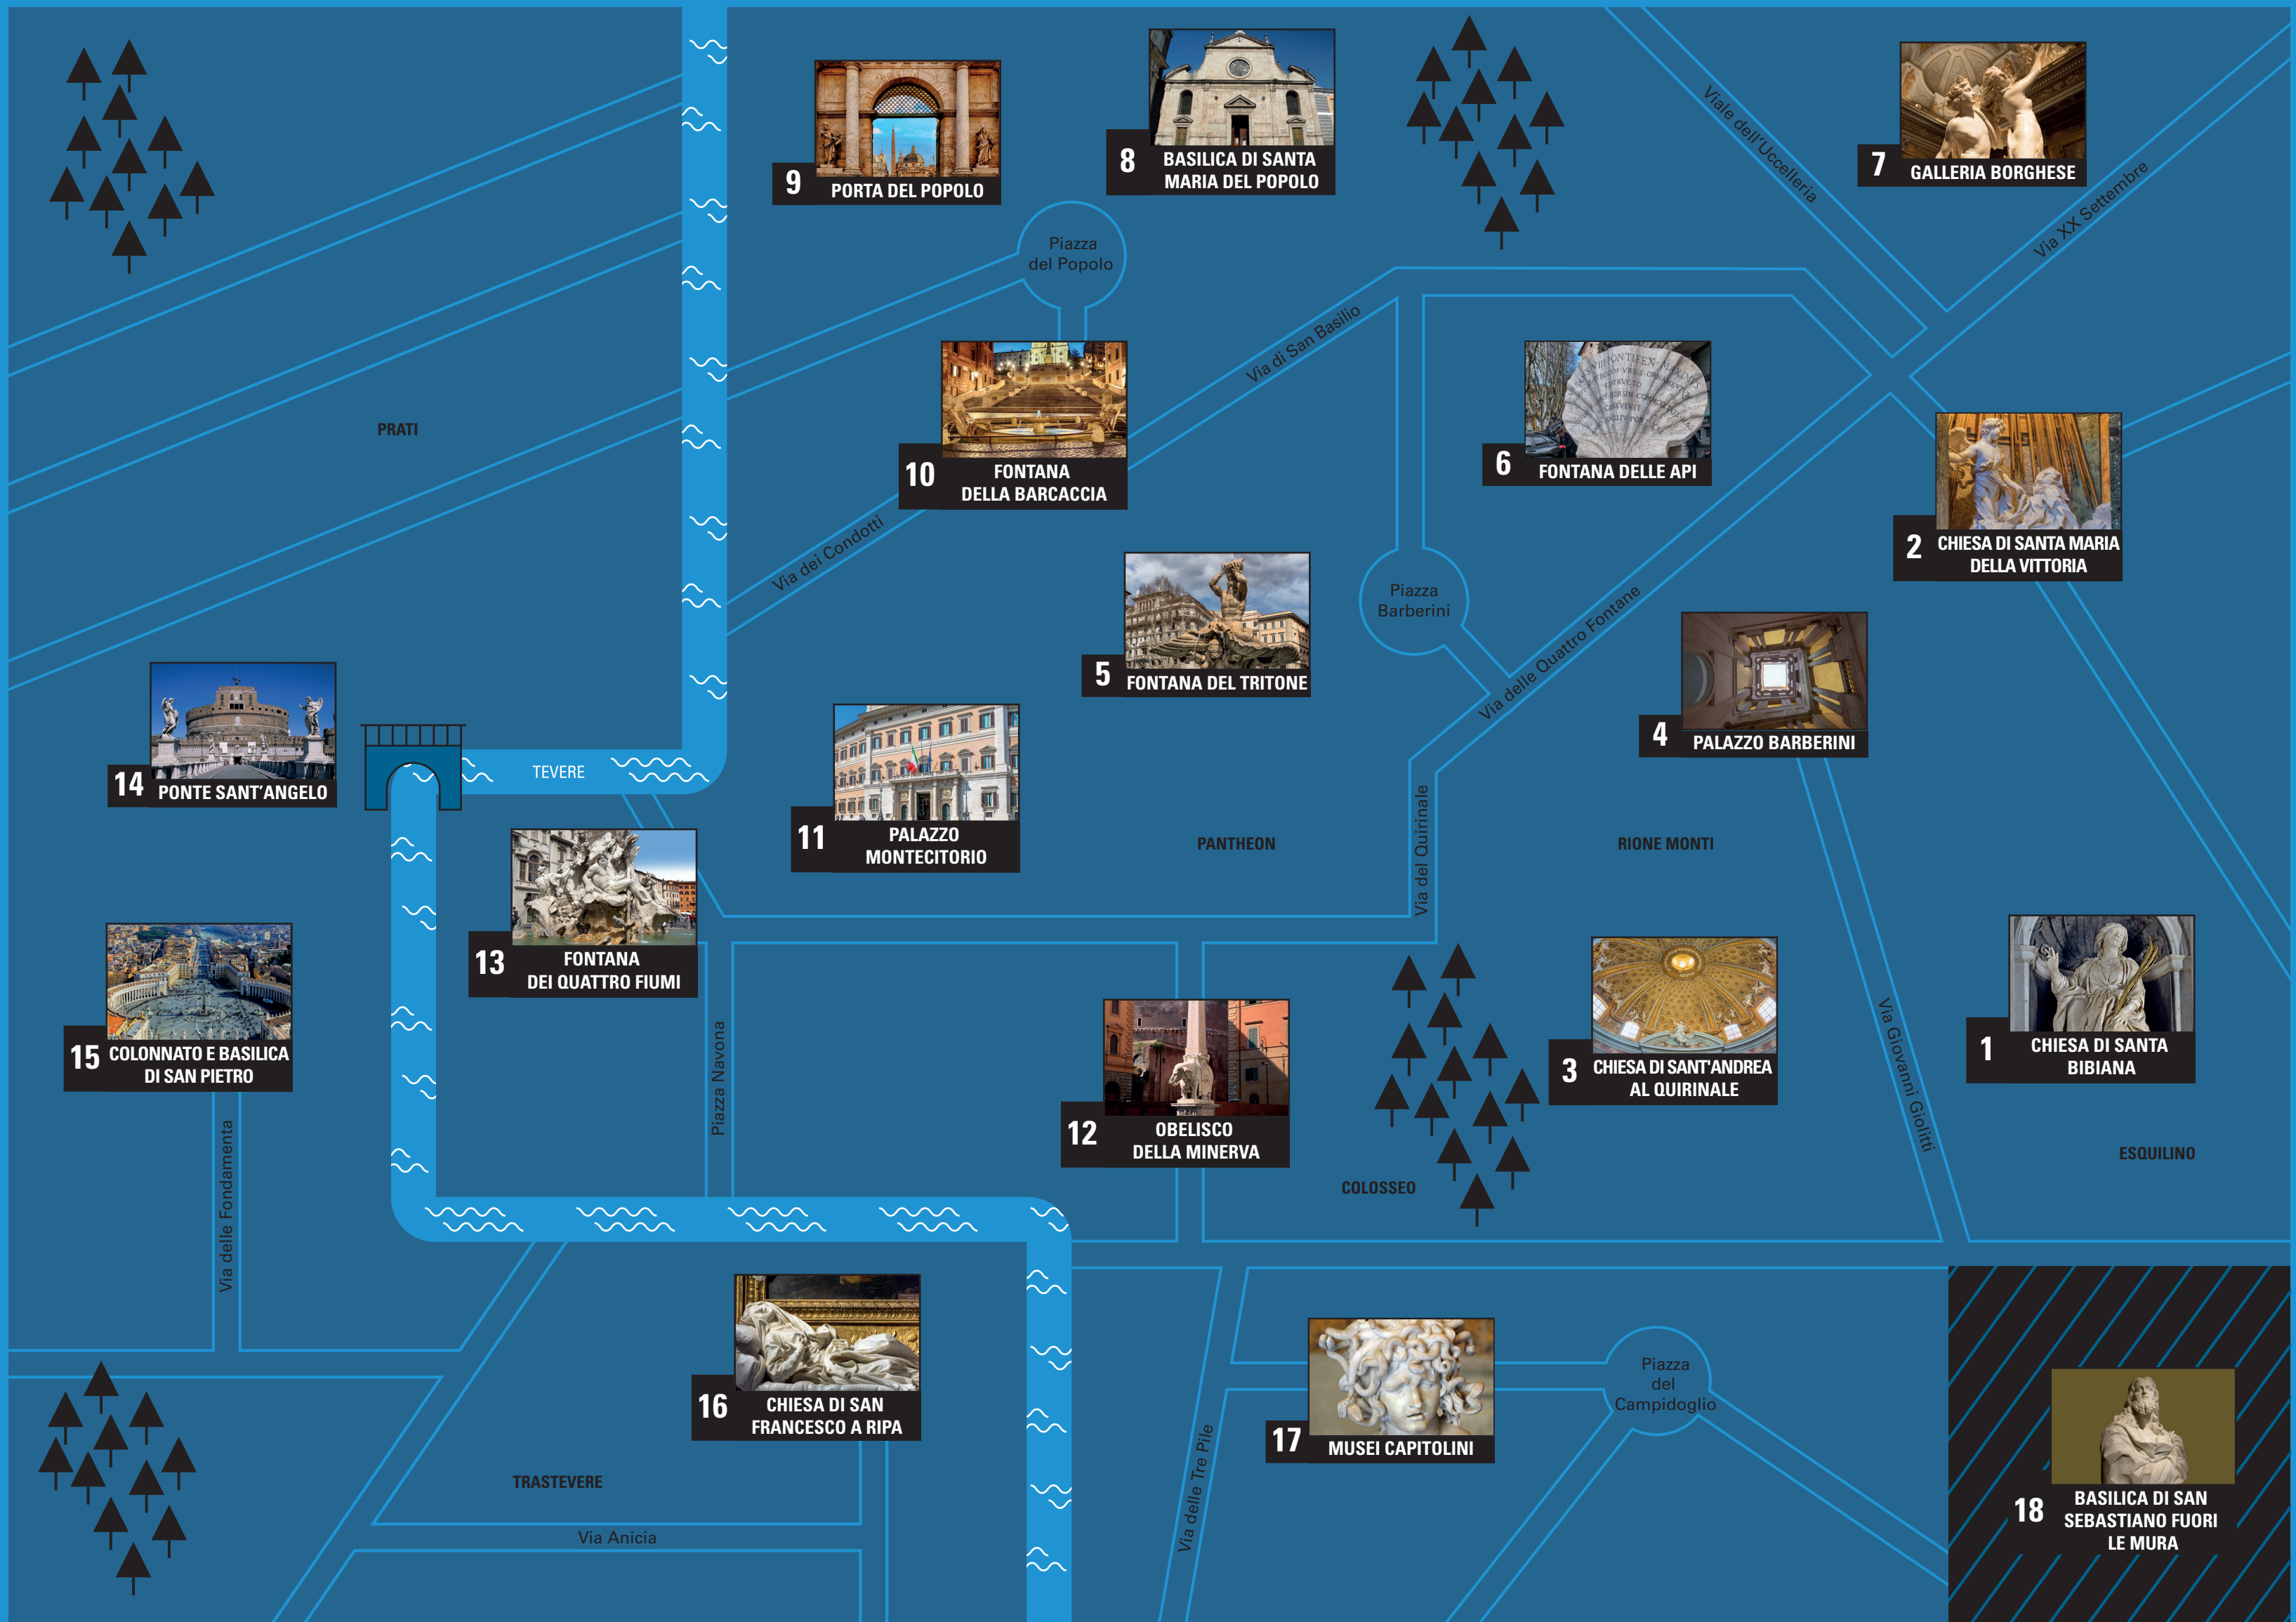 9
PORTA DEL POPOLO
8
BASILICA DI SANTA
MARIA DEL POPOLO
Viale dell'Uccelleria
7
GALLERIA BORGHESE
Via XX Settembre
Piazza
del Popolo
Via di San Basilio
PRATI
10
FONTANA
DELLA BARCACCIA
6
FONTANA DELLE API
2
CHIESA DI SANTA MARIA
DELLA VITTORIA
Via dei Condotti
Piazza
Barberini
Via delle Quattro Fontane
5
FONTANA DEL TRITONE
4
PALAZZO BARBERINI
14
PONTE SANT'ANGELO
TEVERE
11
PALAZZO
MONTECITORIO
PANTHEON
Via del Quirinale
RIONE MONTI
13
FONTANA
DEI QUATTRO FIUMI
15
COLONNATO E BASILICA
DI SAN PIETRO
Piazza Navona
12
OBELISCO
DELLA MINERVA
3
CHIESA DI SANT'ANDREA
AL QUIRINALE
Via Giovanni Giolitti
1
CHIESA DI SANTA
BIBIANA
ESQUILINO
COLOSSEO
Via delle Fondamenta
16
CHIESA DI SAN
FRANCESCO A RIPA
17
MUSEI CAPITOLINI
Piazza
del
Campidoglio
Via delle Tre Pile
TRASTEVERE
Via Anicia
18
BASILICA DI SAN
SEBASTIANO FUORI
LE MURA